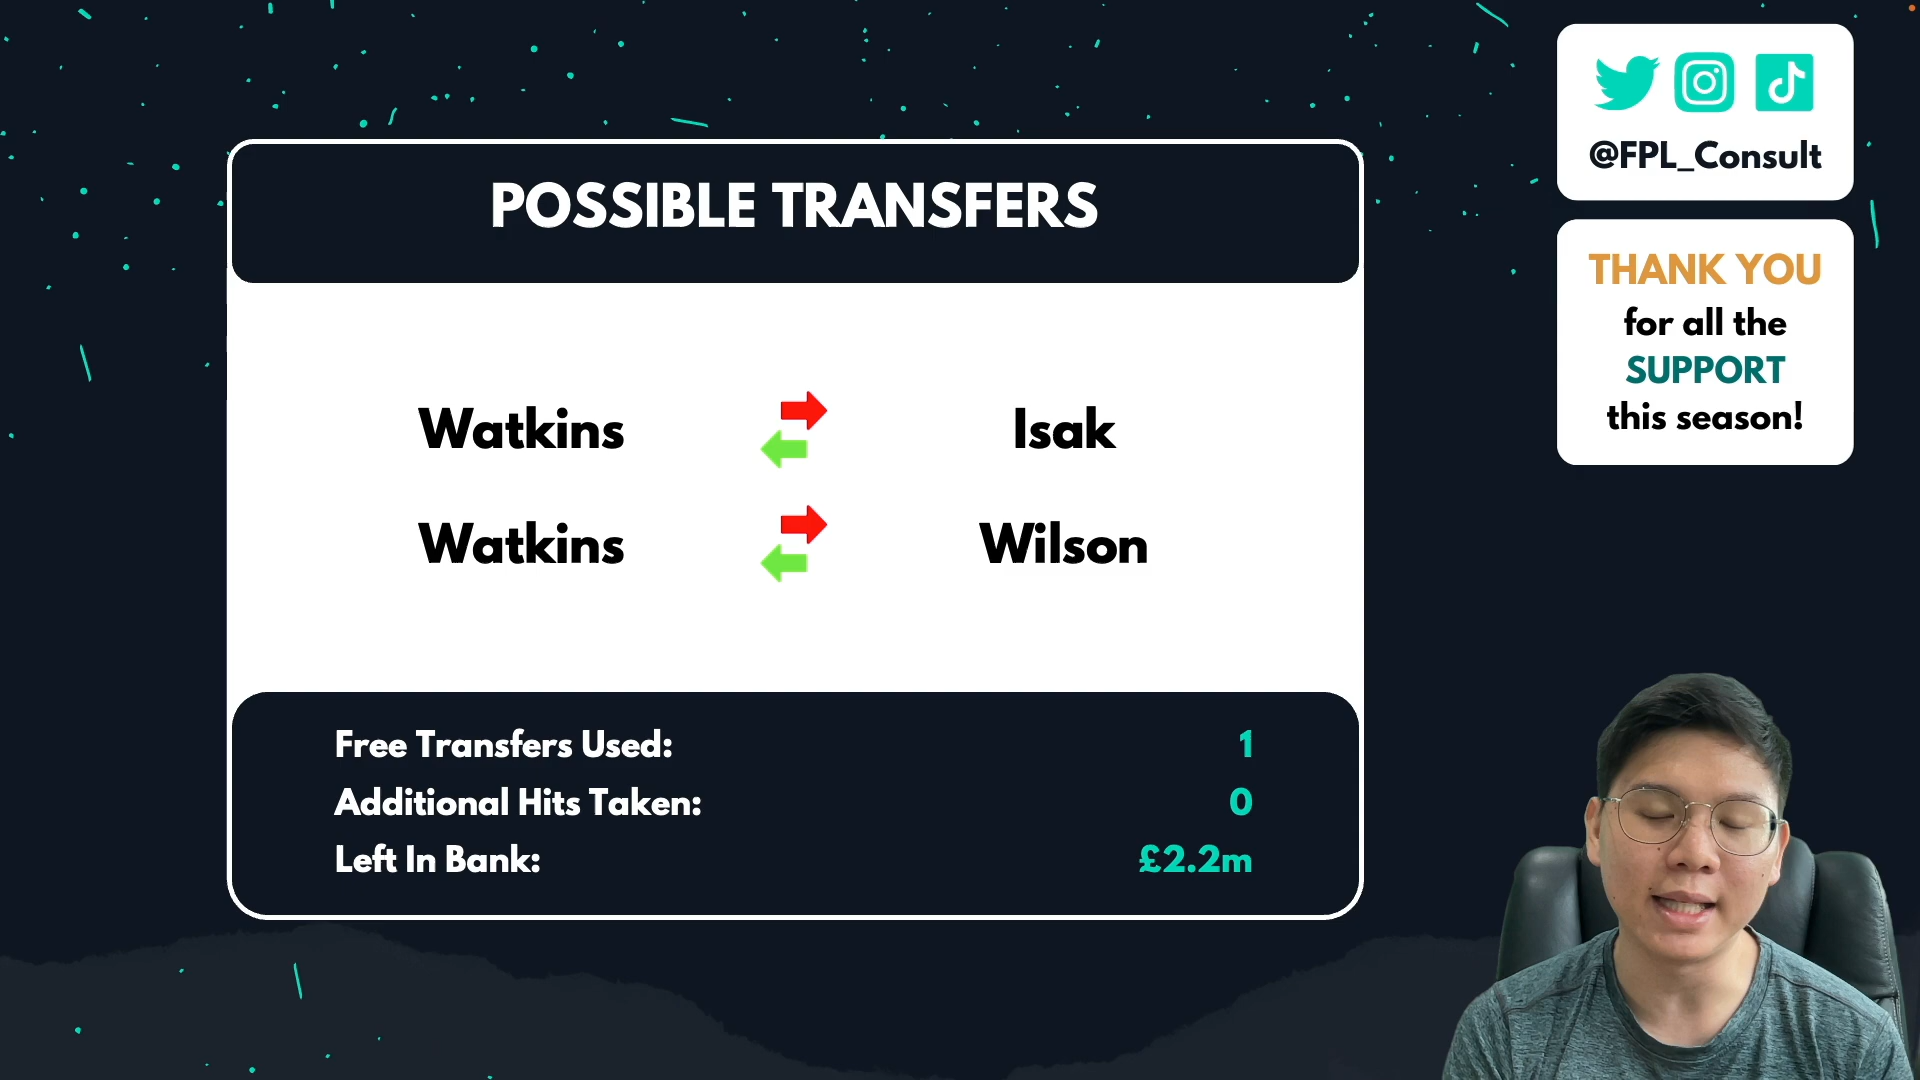 POSSIBLE TRANSFERS
Watkins Isak
Watkins Wilson
Free Transfers Used: 1
Additional Hits Taken: 0
Left In Bank: £2.2m
@FPL_Consult
THANK YOU
for all the
SUPPORT
this season!